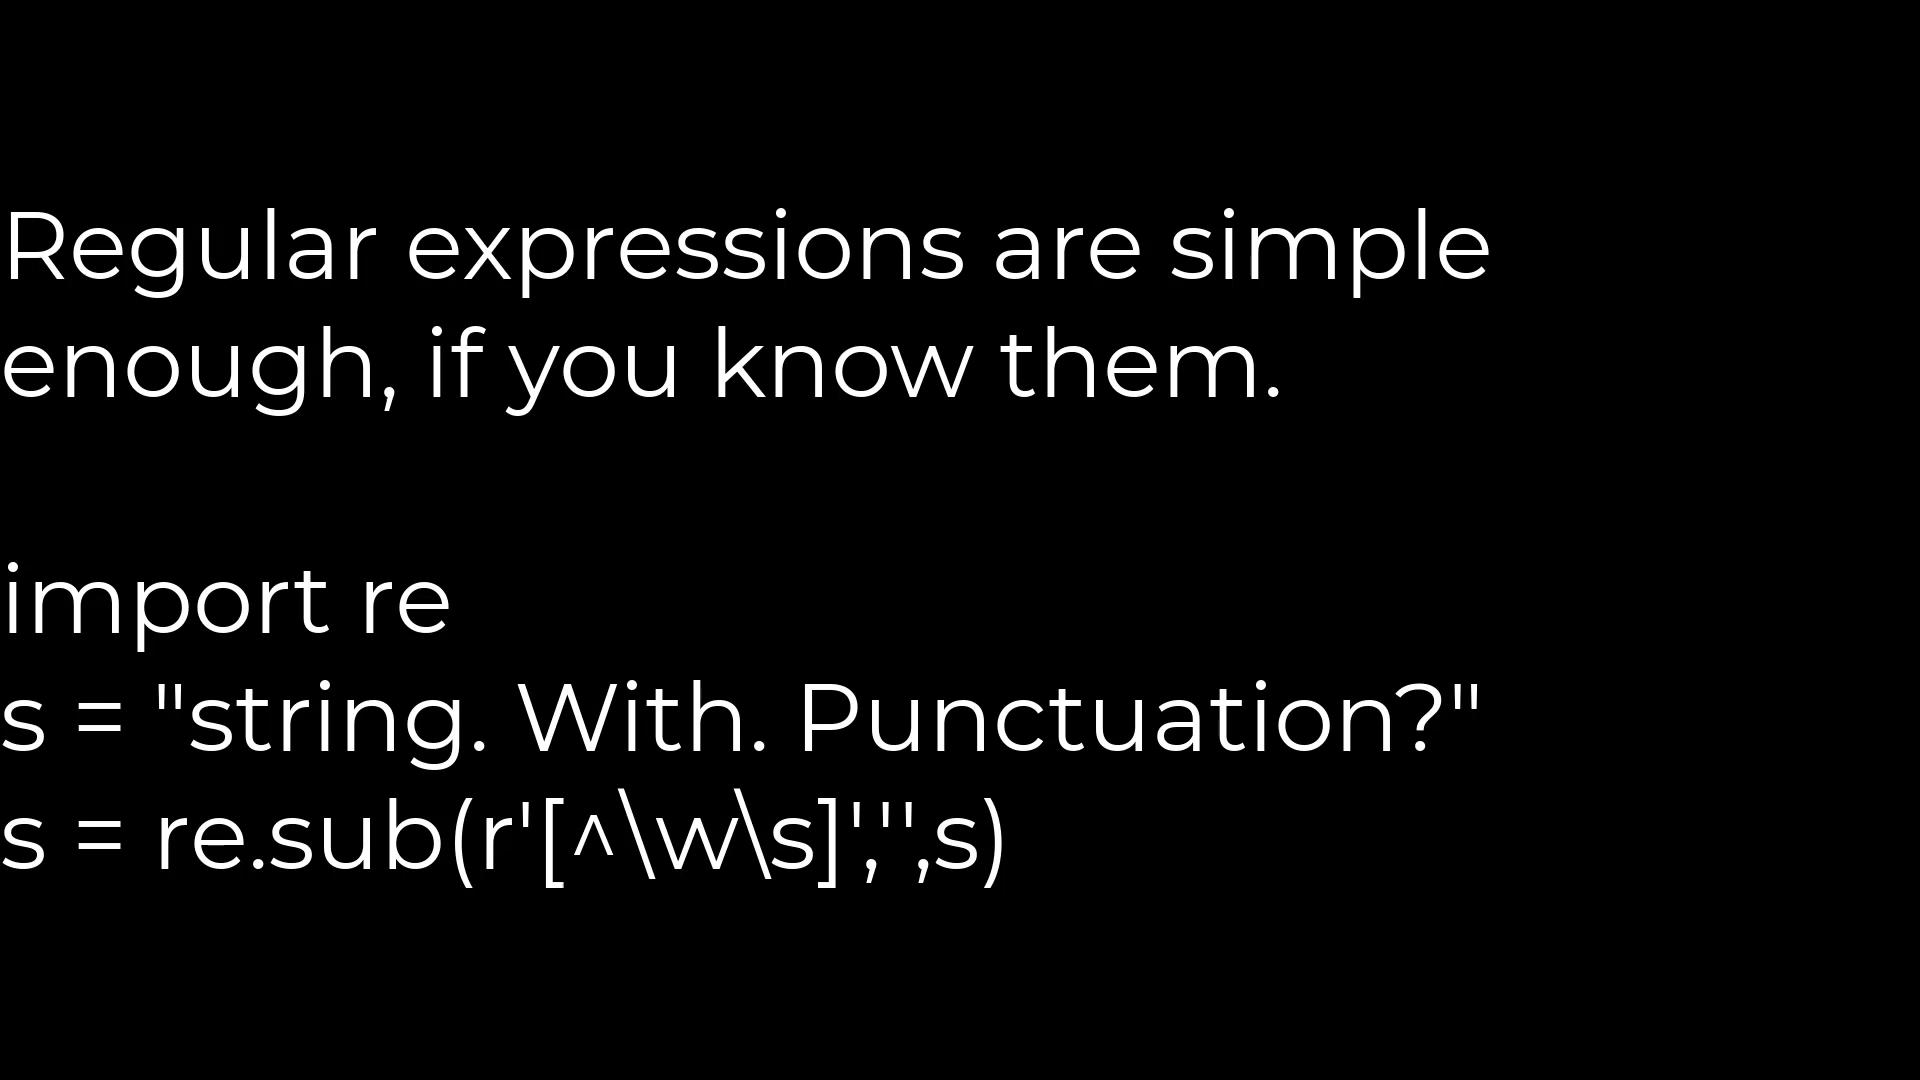 Regular expressions are simple
enough, if you know them.
import re
s = "string. With. Punctuation?"
s = re.sub(r'[^\w\s]','',s)